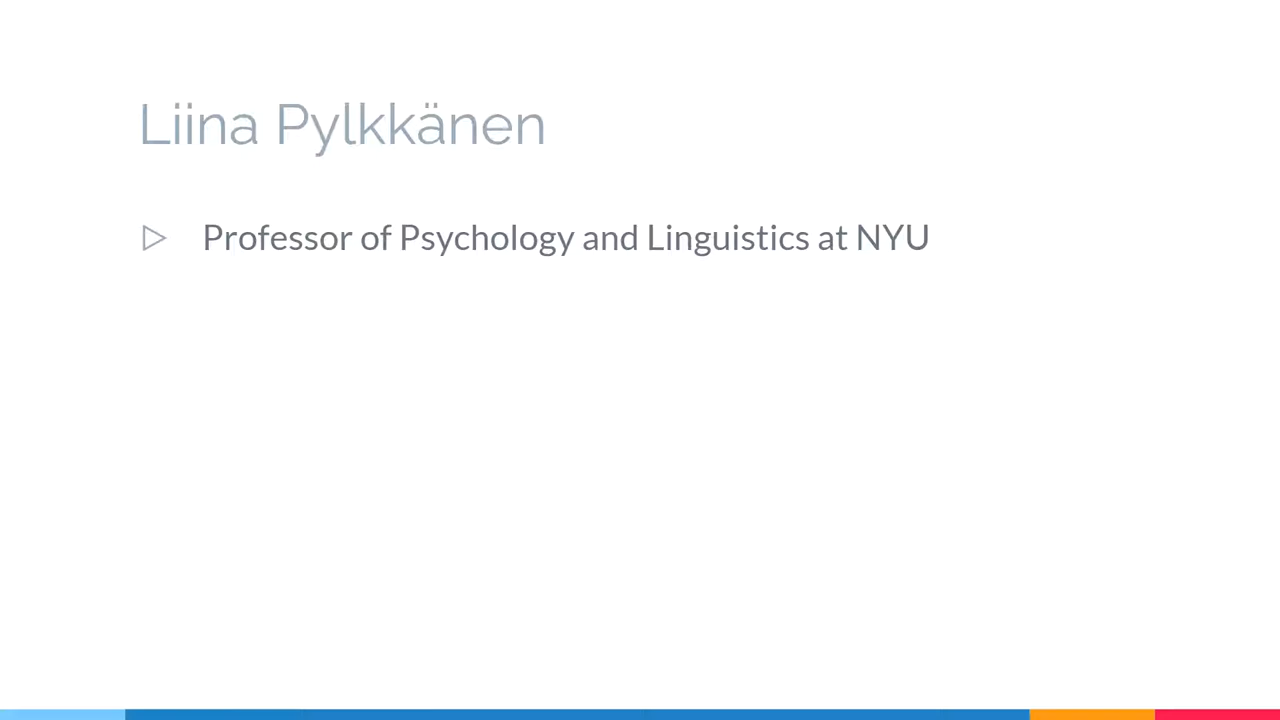 Liina Pylkkänen
Professor of Psychology and Linguistics at NYU